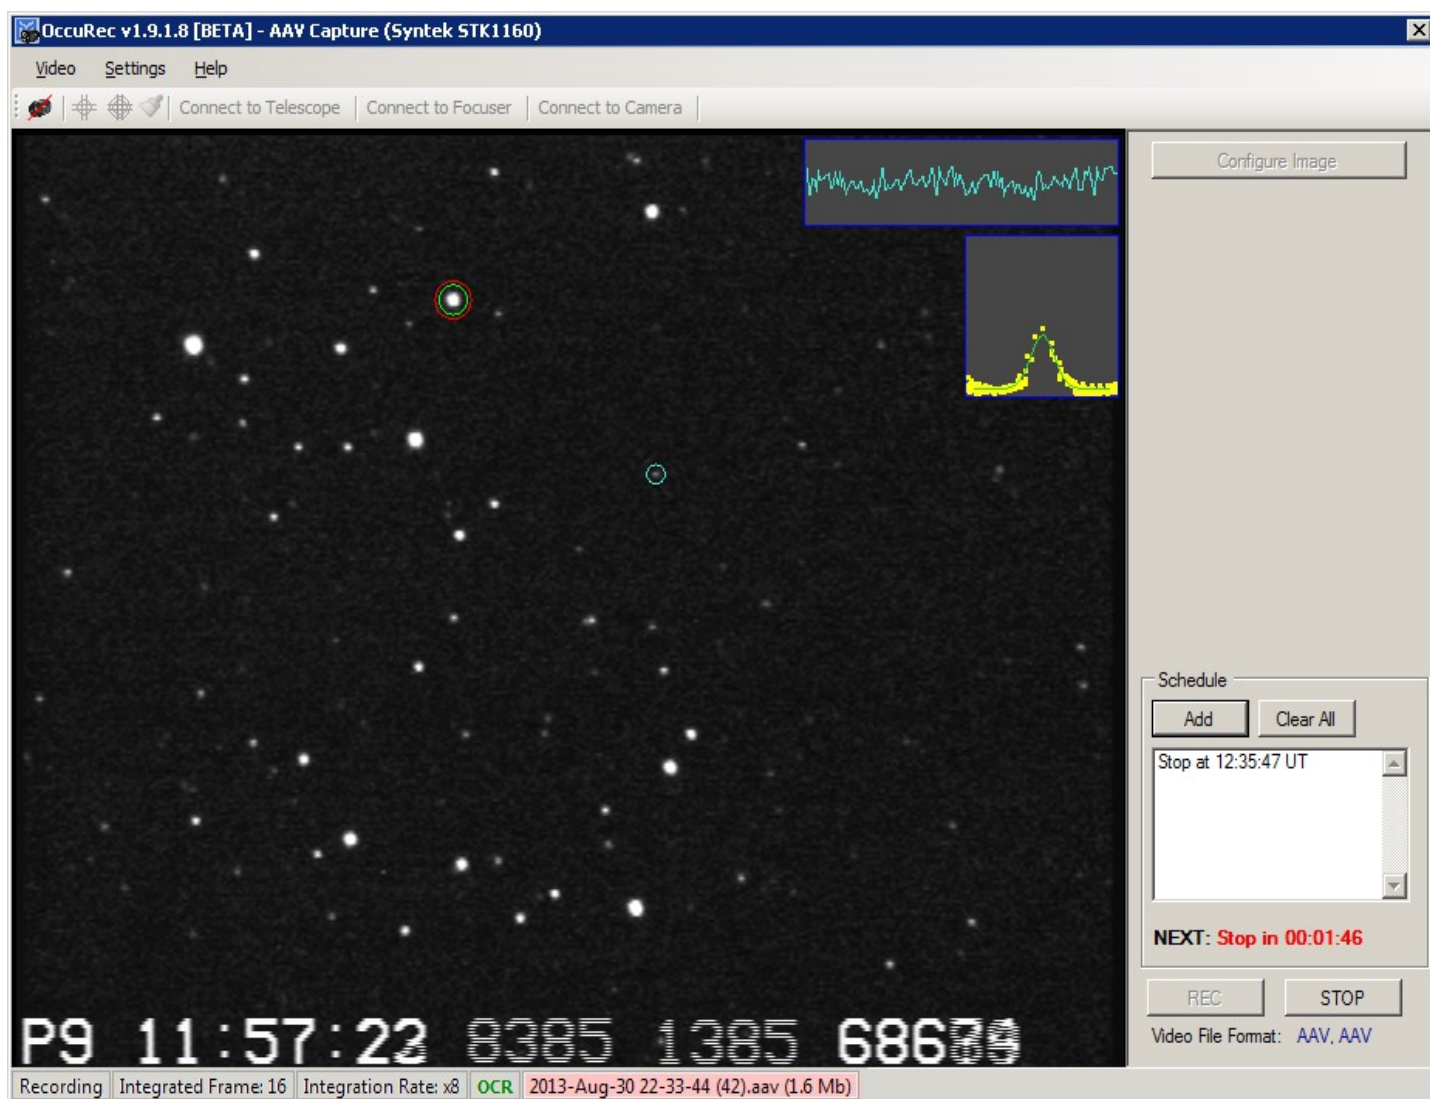 OccuRec v1.9.1.8 [BETA] - AAV Capture (Syntek STK1160)
Video Settings Help
Connect to Telescope Connect to Focuser Connect to Camera
Configure Image
Schedule
Add Clear All
Stop at 12:35:47 UT
NEXT: Stop in 00:01:46
REC STOP
Video File Format: AAV, AAV
P9 8385 1385
Recording Integrated Frame: 16 Integration Rate: x8 OCR 2013-Aug-30 22-33-44 (42).aav (1.6 Mb)